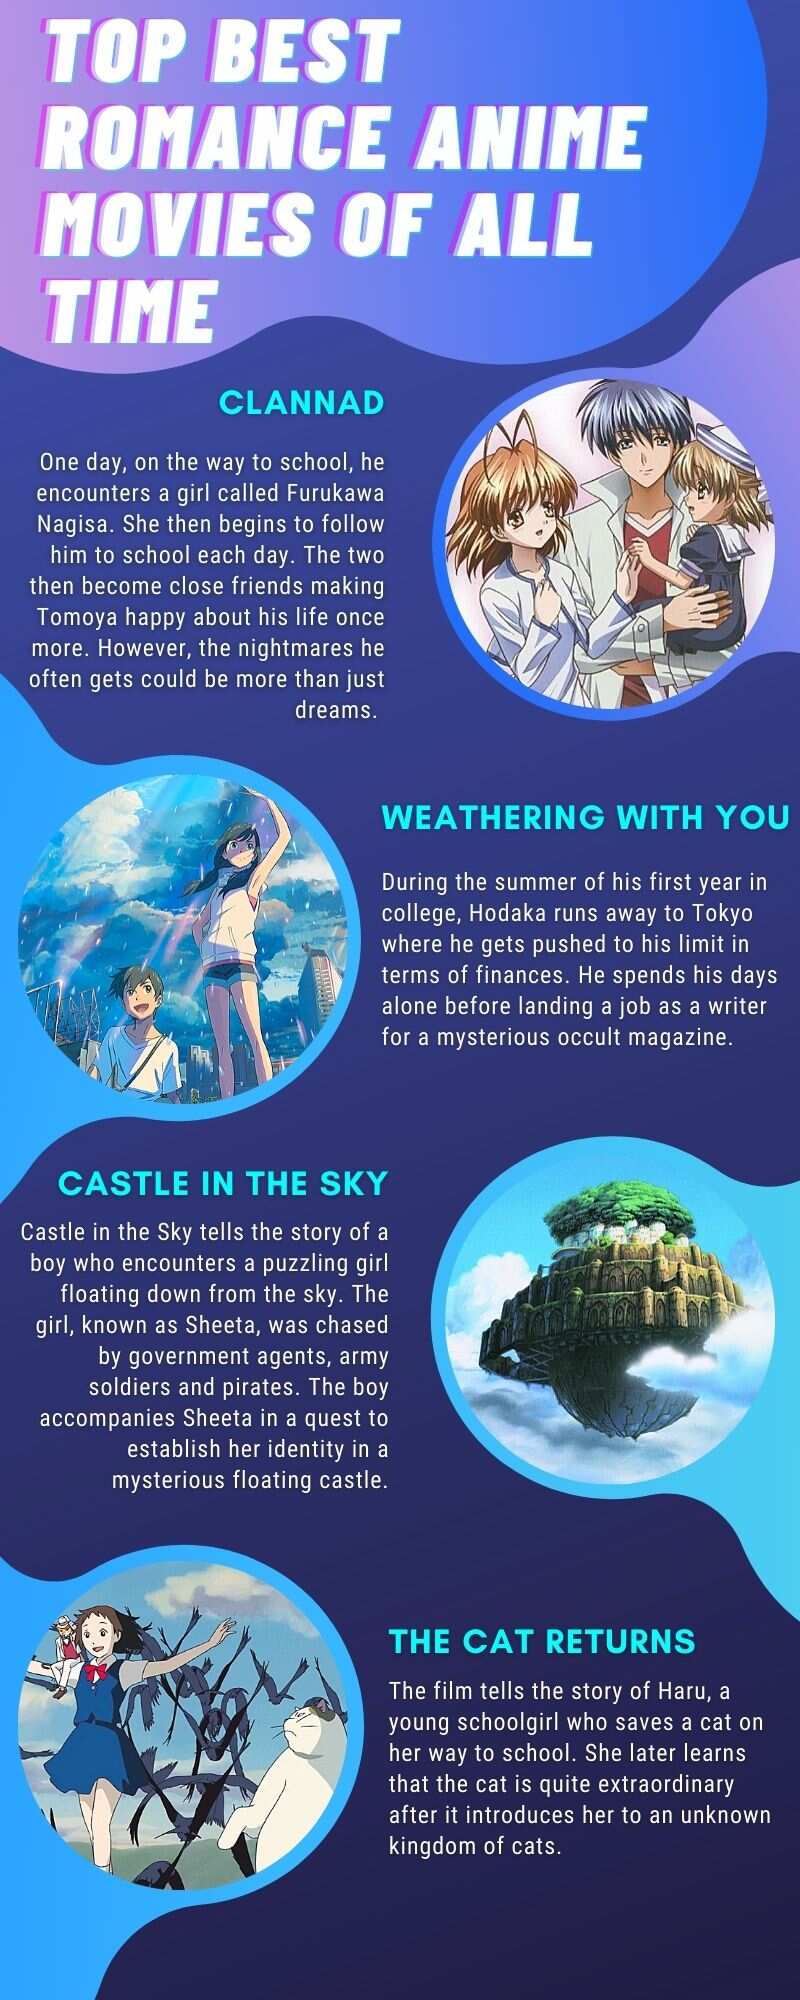 TOP BEST
ROMANCE ANIME
MOVIES OF ALL
TIME
CLANNAD
One day, on the way to school, he
encounters a girl called Furukawa
Nagisa. She then begins to follow
him to school each day. The two
then become close friends making
Tomoya happy about his life once
more. However, the nightmares he
often gets could be more than just
dreams.
WEATHERING WITH YOU
During the summer of his first year in
college, Hodaka runs away to Tokyo
where he gets pushed to his limit in
terms of finances. He spends his days
alone before landing a job as a writer
for a mysterious occult magazine.
CASTLE IN THE SKY
Castle in the Sky tells the story of a
boy who encounters a puzzling girl
floating down from the sky. The
girl, known as Sheeta, was chased
by government agents, army
soldiers and pirates. The boy
accompanies Sheeta in a quest to
establish her identity in a
mysterious floating castle.
THE CAT RETURNS
The film tells the story of Haru, a
young schoolgirl who saves a cat on
her way to school. She later learns
that the cat is quite extraordinary
after it introduces her to an unknown
kingdom of cats.